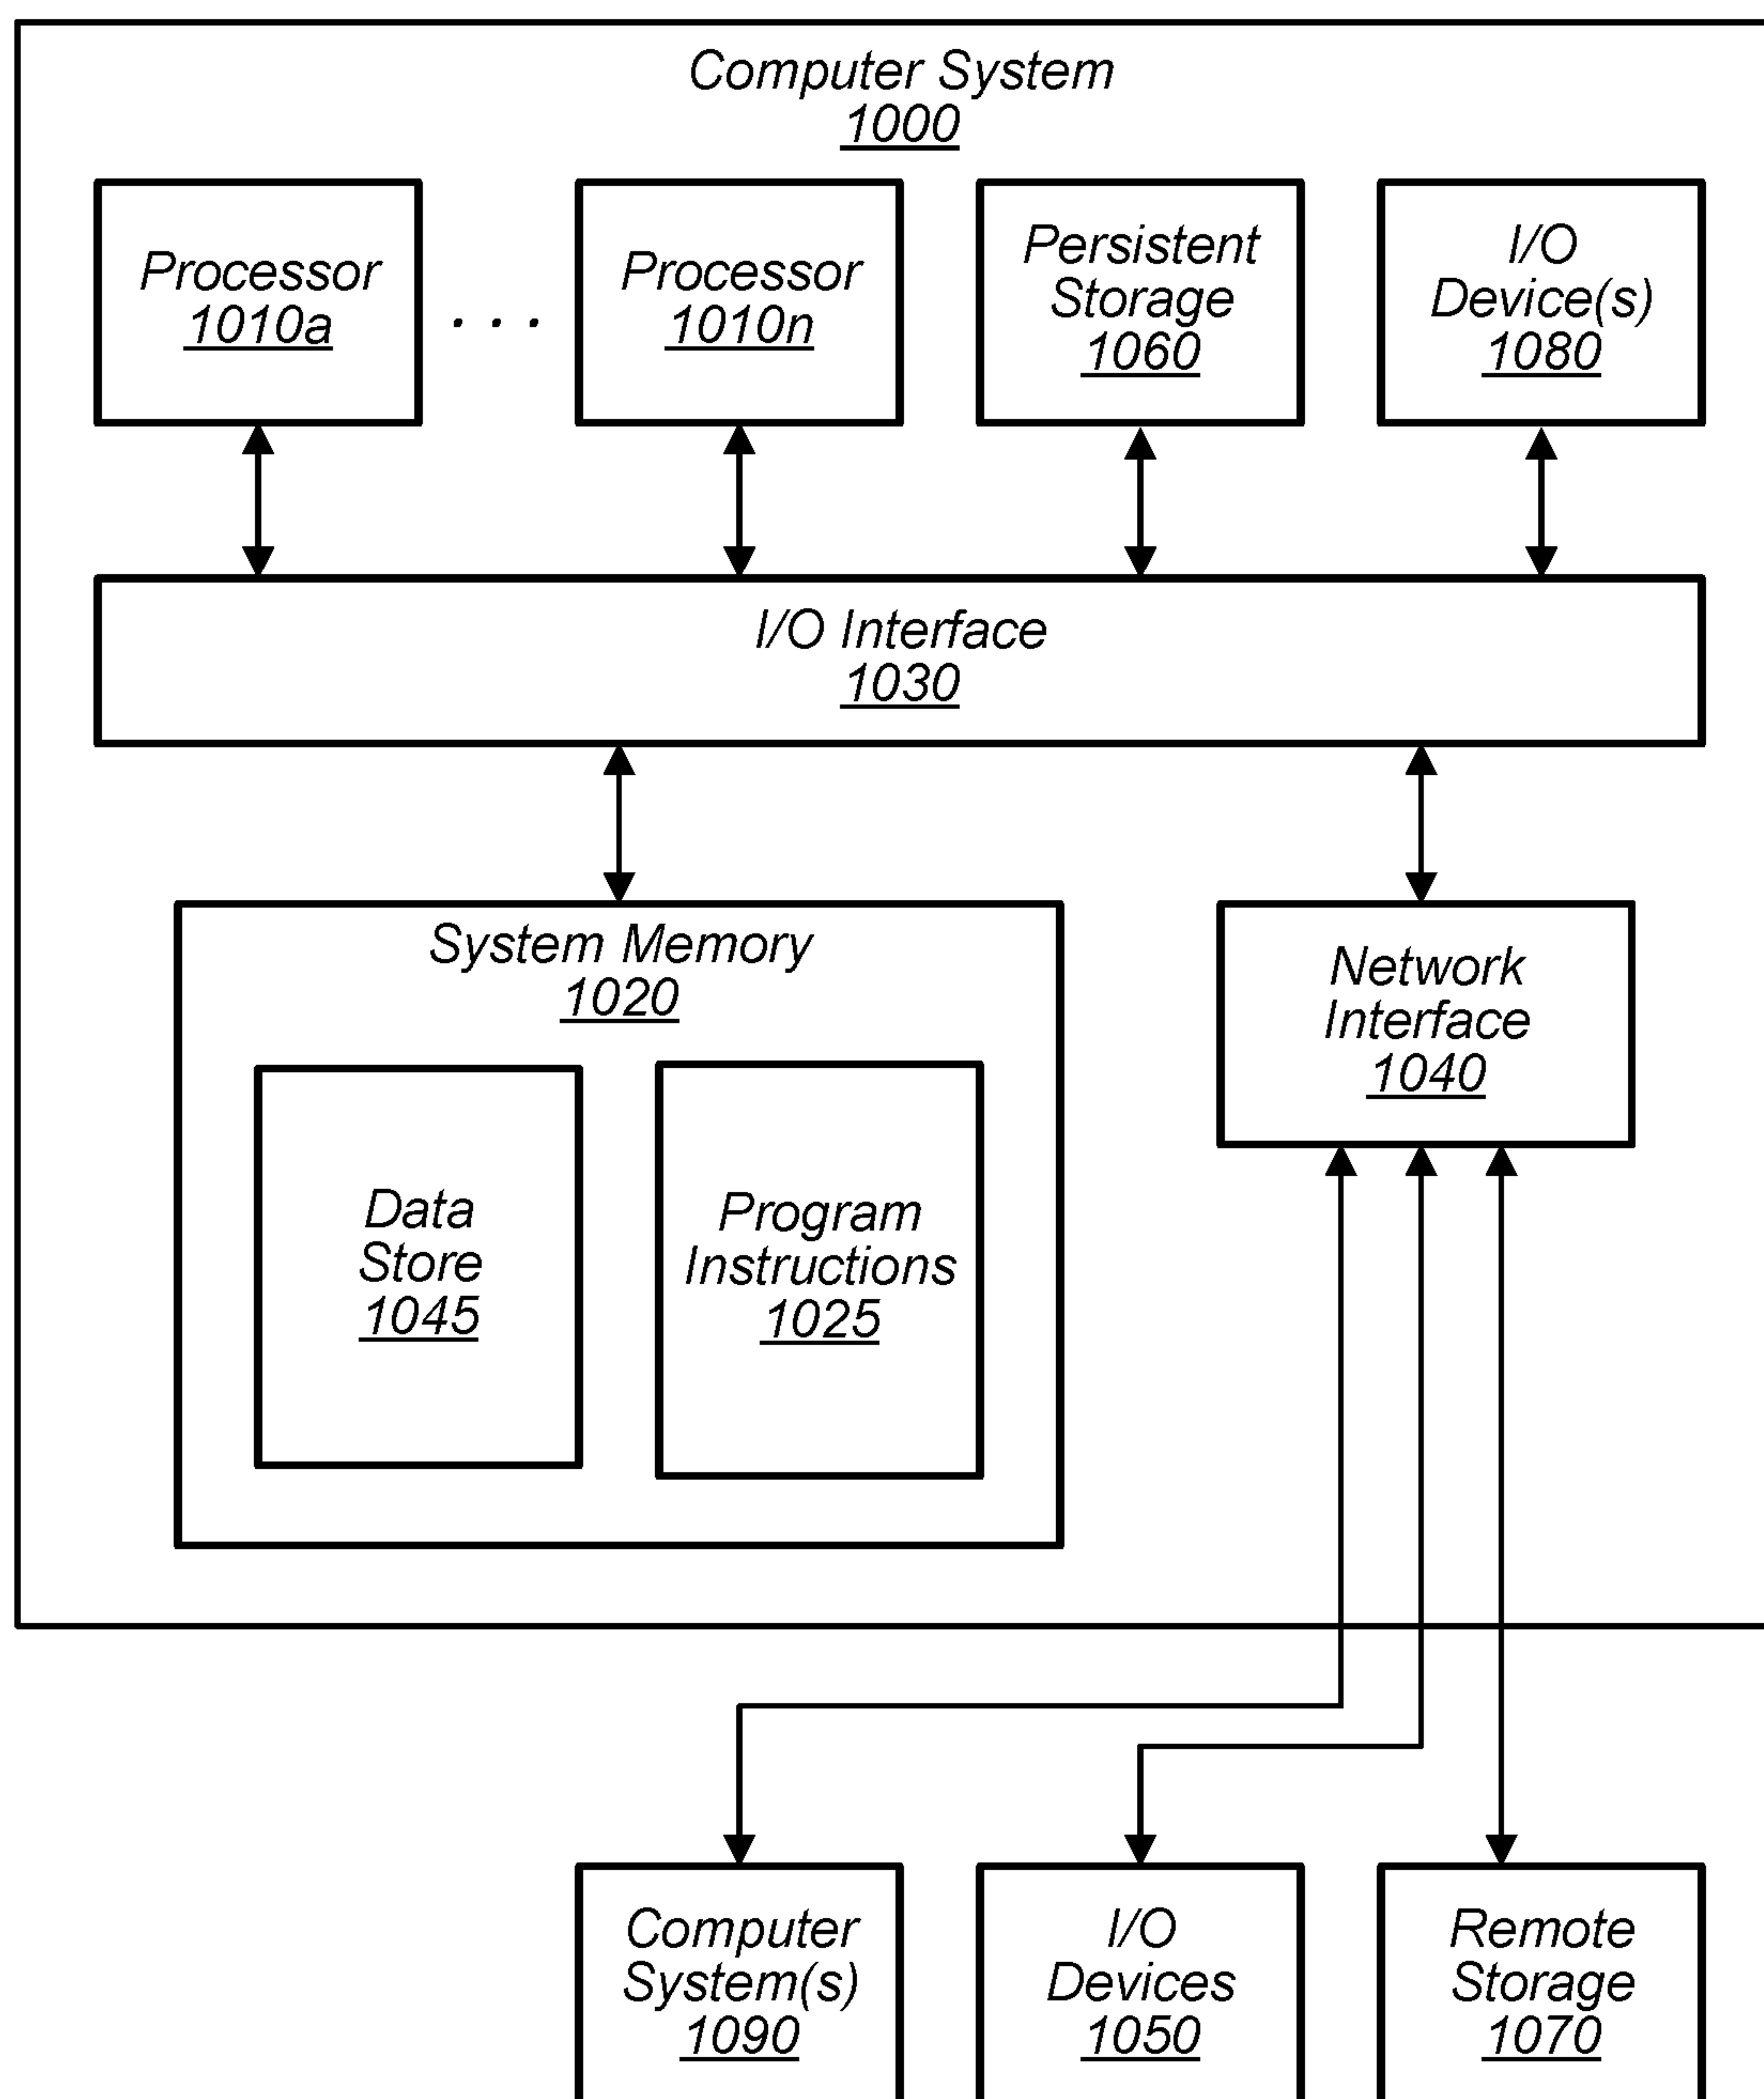 Computer System
1000
Processor
1010a
. . .
Processor
1010n
Persistent
Storage
1060
I/O
Device(s)
1080
I/O Interface
1030
System Memory
1020
Data
Store
1045
Program
Instructions
1025
Network
Interface
1040
Computer
System(s)
1090
I/O
Devices
1050
Remote
Storage
1070